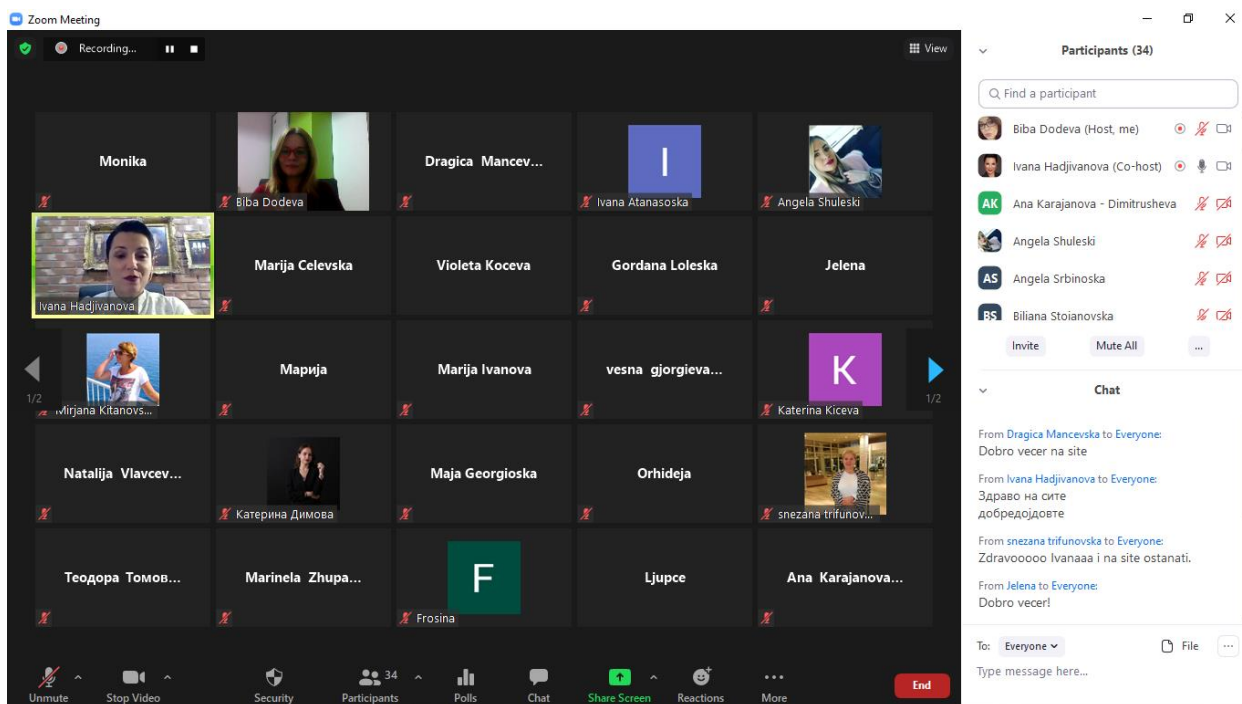 Zoom Meeting
Recording...
View
Monika
Biba Dodeva
Dragica Mancev...
I
Ivana Atanasoska
Angela Shuleski
Ivana Hadjivanova
Marija Celevska
Violeta Koceva
Gordana Loleska
Jelena
1/2
Mirjana Kitanovs...
Марија
Marija Ivanova
vesna gjorgieva...
K
Katerina Kiceva
1/2
Natalija Vlavcev...
Катерина Димова
Maja Georgioska
Orhideja
snezana trifunov...
Теодора Томов...
Marinela Zhupa...
F
Frosina
Ljupce
Ana Karajanova...
Unmute
Stop Video
Security
34
Participants
Polls
Chat
Share Screen
Reactions
More
End
Participants (34)
Find a participant
Biba Dodeva (Host, me)
Ivana Hadjivanova (Co-host)
AK Ana Karajanova - Dimitrusheva
Angela Shuleski
AS Angela Srbinoska
BS Biljana Stojanovska
Invite Mute All ...
Chat
From Dragica Mancevska to Everyone:
Dobro vecer na site
From Ivana Hadjivanova to Everyone:
Здраво на сите
добредојдовте
From snezana trifunovska to Everyone:
Zdravooooo Ivanaaa i na site ostanati.
From Jelena to Everyone:
Dobro vecer!
To: Everyone File ...
Type message here...